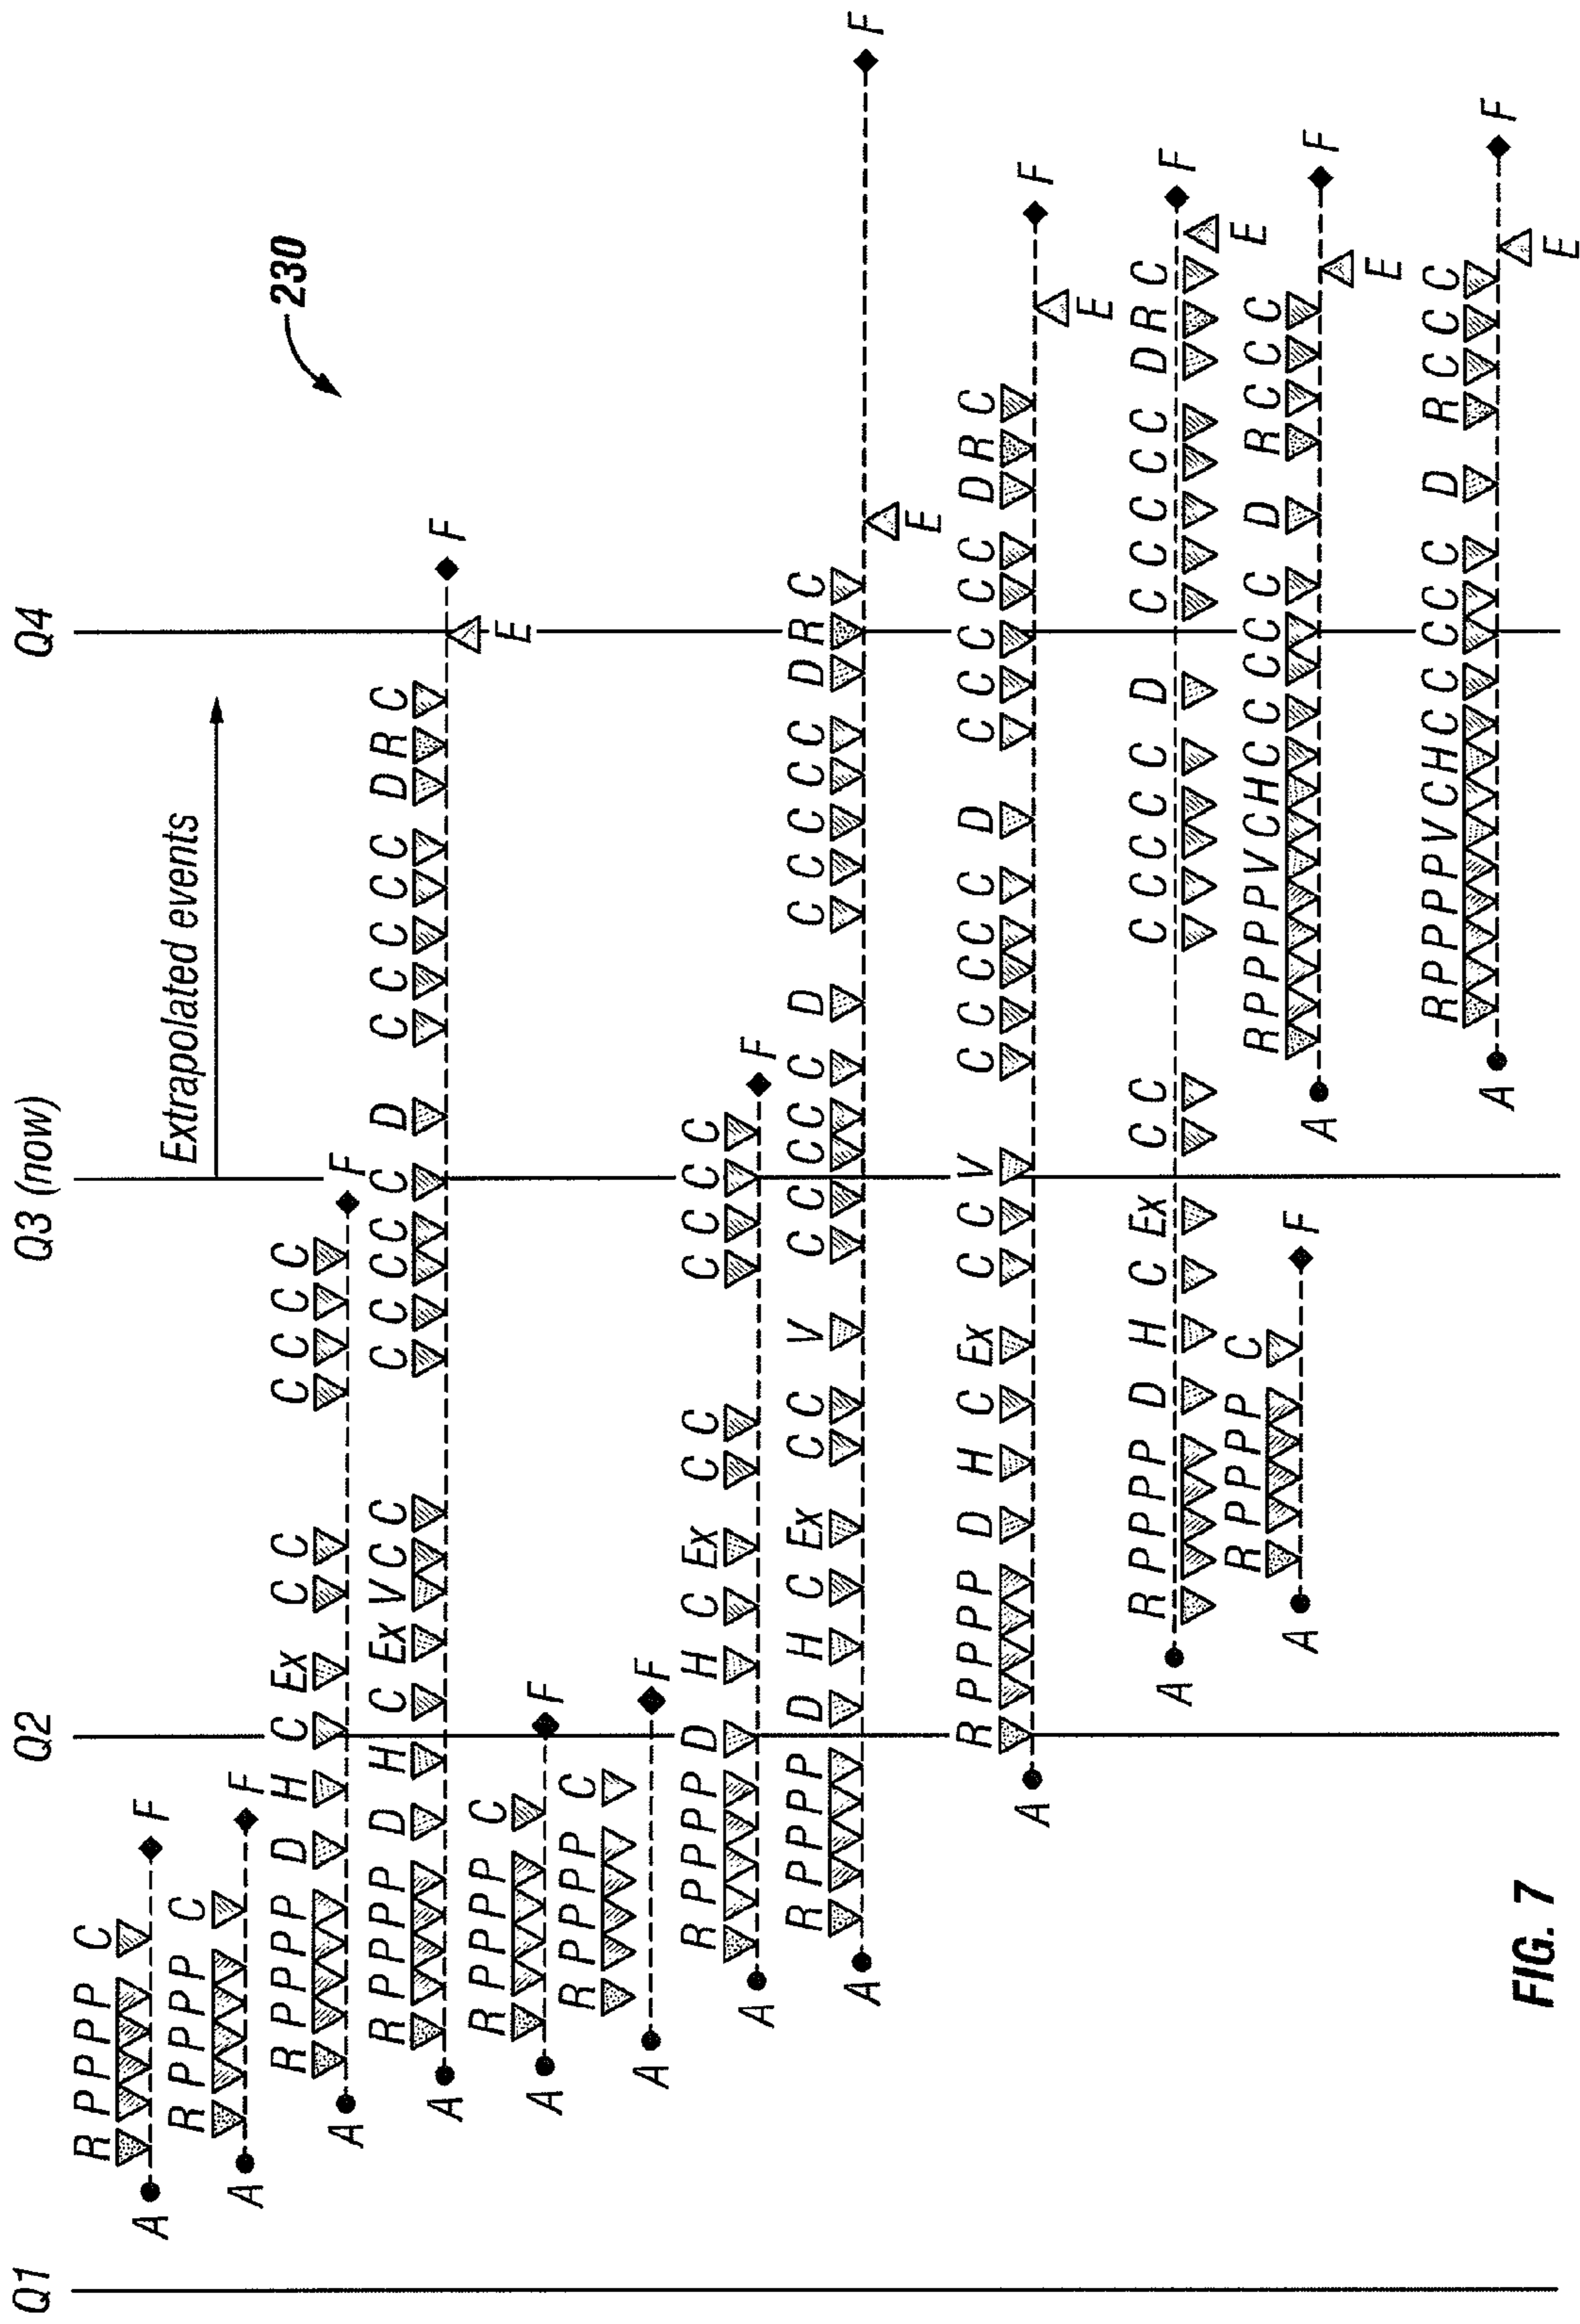 Q1 Q2 Q3 (now) Q4
230
Extrapolated events
R P P P P C
A F
R P P P P C
A F
R P P P P D H C Ex C C C C C C
A F
R P P P P D H C Ex V C C C C C C C D C C C C C D R C
A F
E
R P P P P C
A F
R P P P P C
A F
R P P P P D H C Ex C C C C C C
A F
R P P P P D H C Ex C C V C C C C C D C C C C C D R C
A F
E
R P P P P D H C Ex C C V C C C C C D C C C C C D R C
A F
E
R P P P P D H C Ex C C C C C C C D C C C C C D R C
A F
E
R P P P P C
A F
R P P P P V C H C C C C C D R C C C
A F
E
R P P P P V C H C C C C C D R C C C
A F
E
FIG. 7